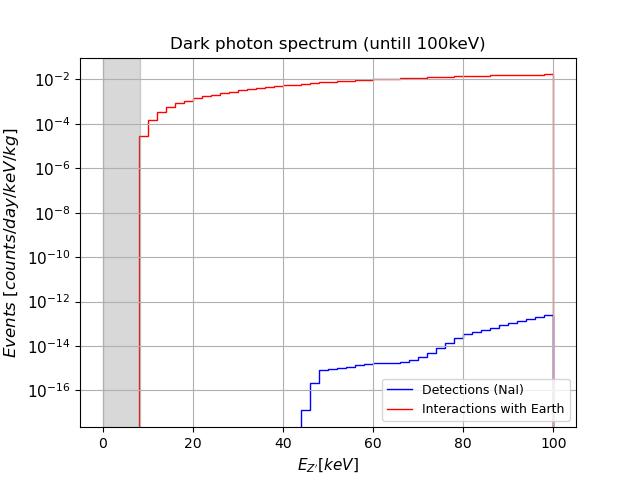 Dark photon spectrum (untill 100keV)
Events [counts/day/keV/kg]
10⁻²
10⁻⁴
10⁻⁶
10⁻⁸
10⁻¹⁰
10⁻¹²
10⁻¹⁴
10⁻¹⁶
Detections (NaI)
Interactions with Earth
0 20 40 60 80 100
E_{Z'}[keV]